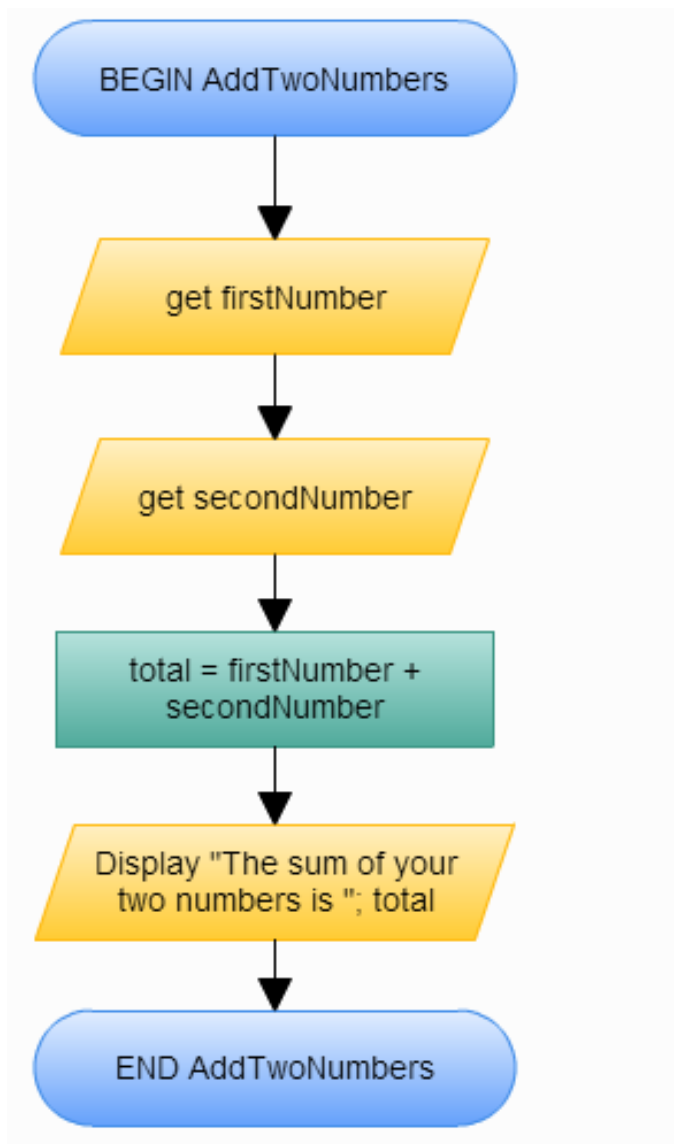 BEGIN AddTwoNumbers
get firstNumber
get secondNumber
total = firstNumber +
secondNumber
Display "The sum of your
two numbers is "; total
END AddTwoNumbers